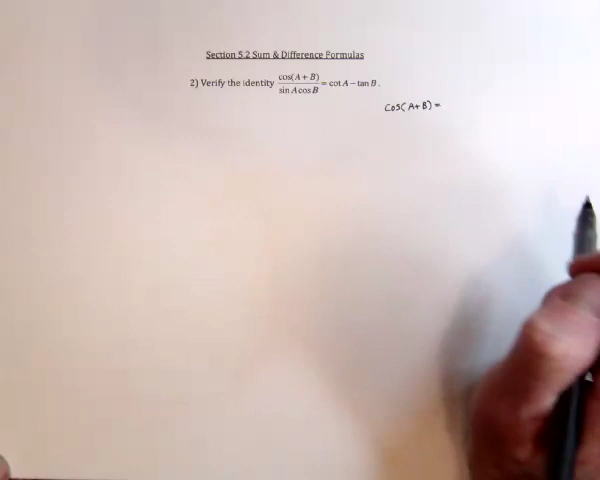 Section 5.2 Sum & Difference Formulas
2) Verify the identity cos(A + B) / sin A cos B = cot A – tan B.
cos(A+B) =